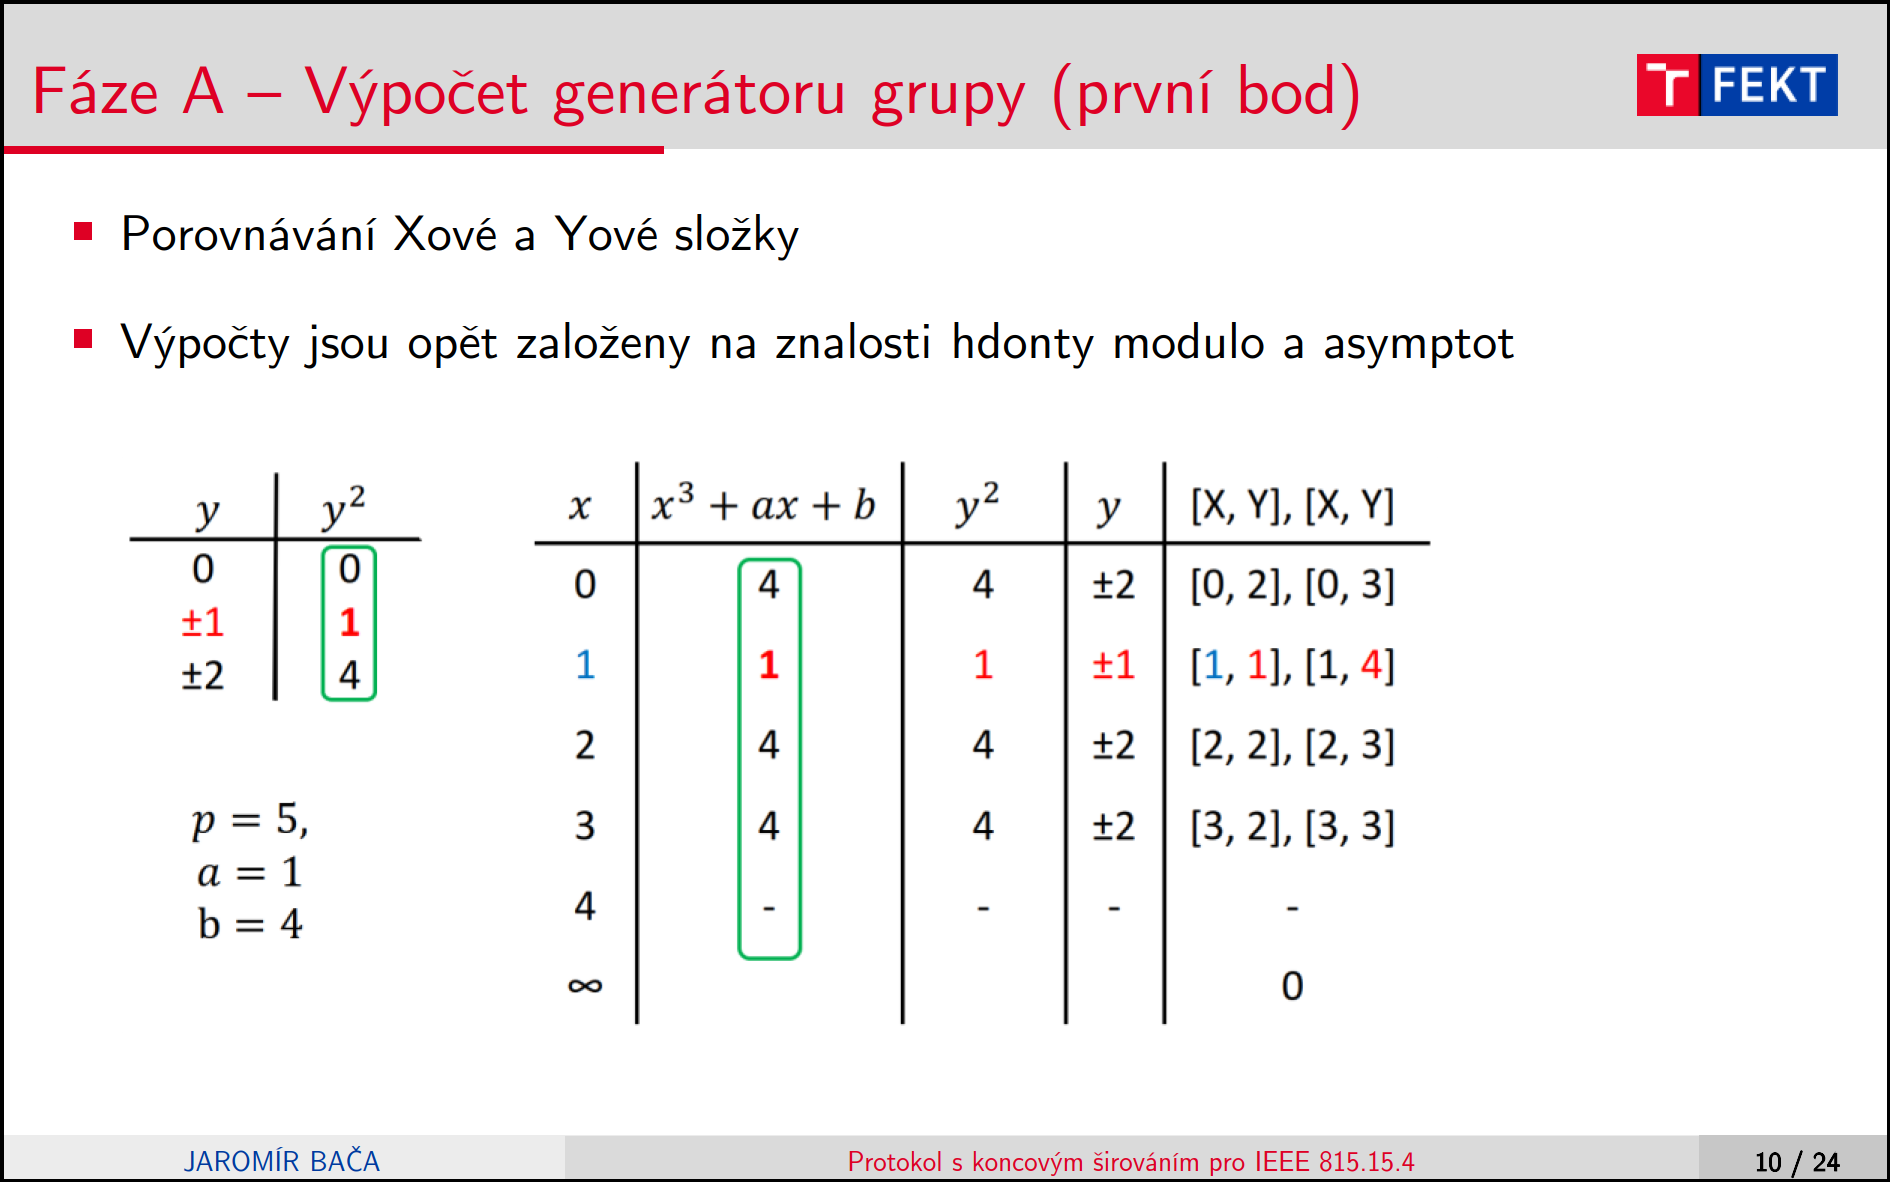 Fáze A – Výpočet generátoru grupy (první bod)
T FEKT
Porovnávání Xové a Yové složky
Výpočty jsou opět založeny na znalosti hdonty modulo a asymptot
y y²
0 0
±1 1
±2 4
p = 5,
a = 1
b = 4
x x³ + ax + b y² y [X, Y], [X, Y]
0 4 4 ±2 [0, 2], [0, 3]
1 1 1 ±1 [1, 1], [1, 4]
2 4 4 ±2 [2, 2], [2, 3]
3 4 4 ±2 [3, 2], [3, 3]
4 - - - -
∞ 0
JAROMÍR BAČA
Protokol s koncovým širováním pro IEEE 815.15.4
10 / 24